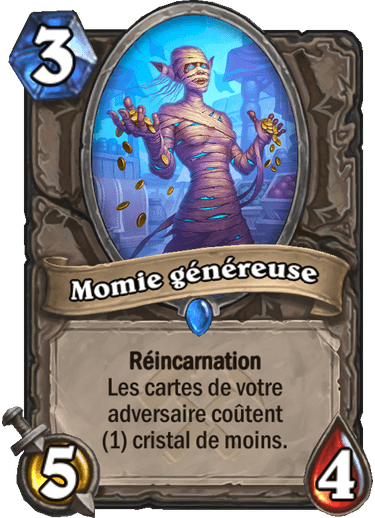 3
Momie généreuse
Réincarnation
Les cartes de votre
adversaire coûtent
(1) cristal de moins.
5
4